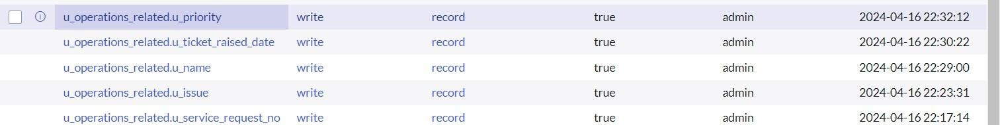 u_operations_related.u_priority write record true admin 2024-04-16 22:32:12
u_operations_related.u_ticket_raised_date write record true admin 2024-04-16 22:30:22
u_operations_related.u_name write record true admin 2024-04-16 22:29:00
u_operations_related.u_issue write record true admin 2024-04-16 22:23:31
u_operations_related.u_service_request_no write record true admin 2024-04-16 22:17:14